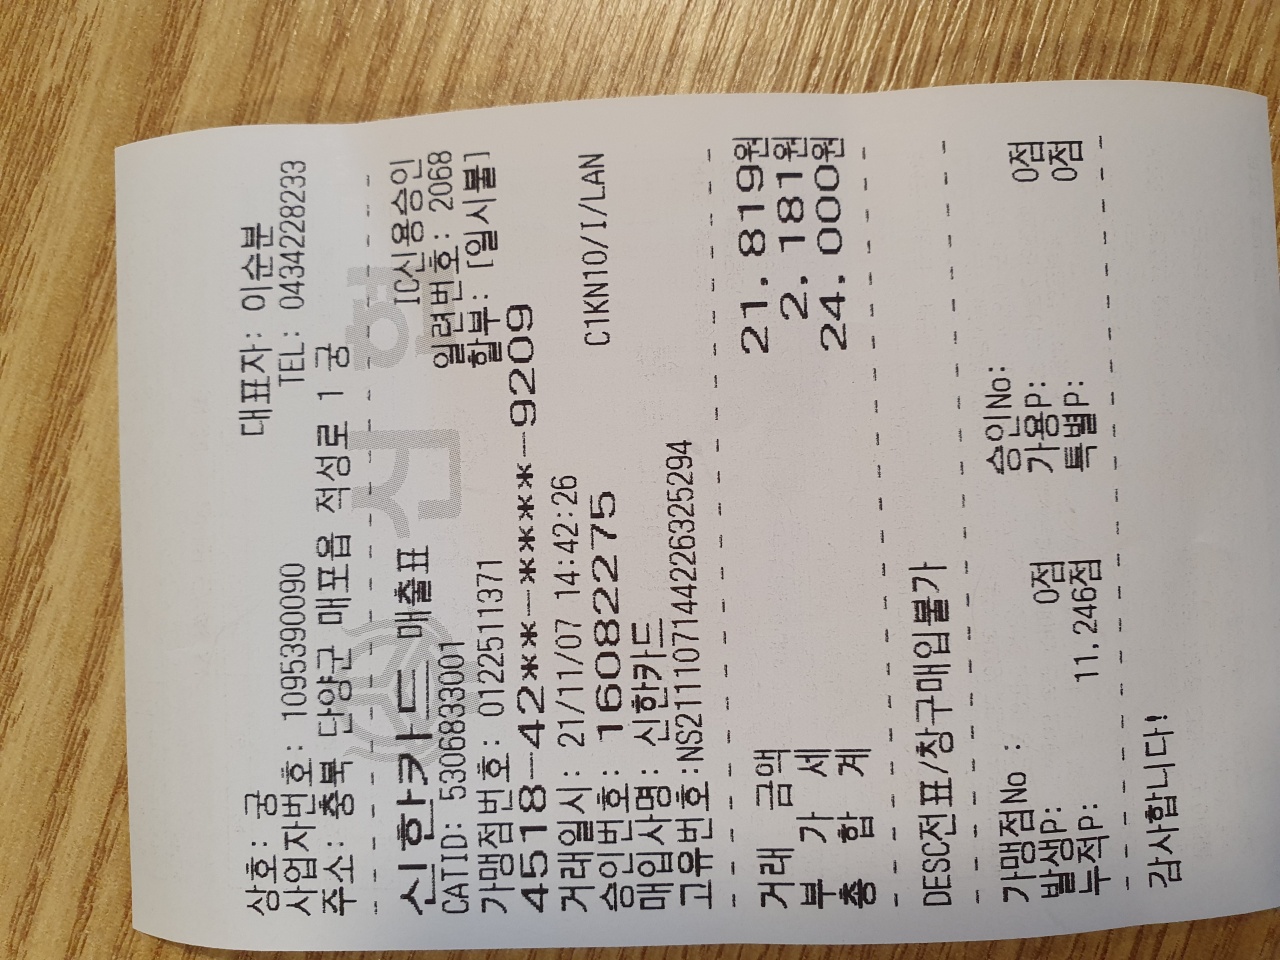 상호: 궁 대표자: 이순분
사업자번호: 1095390090 TEL: 0434228233
주소: 충북 단양군 매포읍 적성로 1 궁
신한카드 매출표 IC신용승인
CATID: 5306833001 일련번호: 2068
가맹점번호: 0122511371 할부: [일시불]
4518-42**-****-9209
거래일시: 21/11/07 14:42:26
승인번호: 16082275 C1KN10/I/LAN
매입사명: 신한카드
고유번호:NS211107144226325294
거래 금액 21.819원
부 가 세 2.181원
총 합 계 24.000원
DESC전표/창구매입불가
가맹점No : 승인No:
발생P: 0점 가용P: 0점
누적P: 11.246점 특별P: 0점
감사합니다!
신한